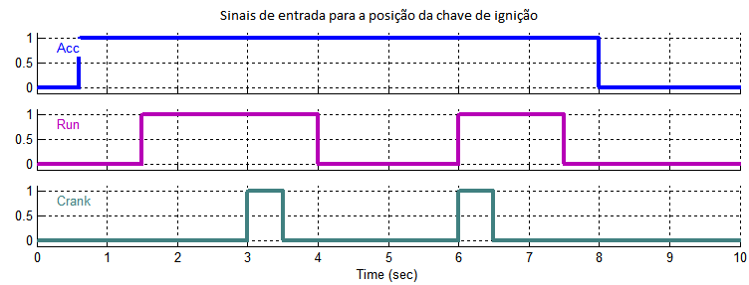 Sinais de entrada para a posição da chave de ignição
1
Acc
0.5
0
1
Run
0.5
0
1
Crank
0.5
0
0 1 2 3 4 5 6 7 8 9 10
Time (sec)